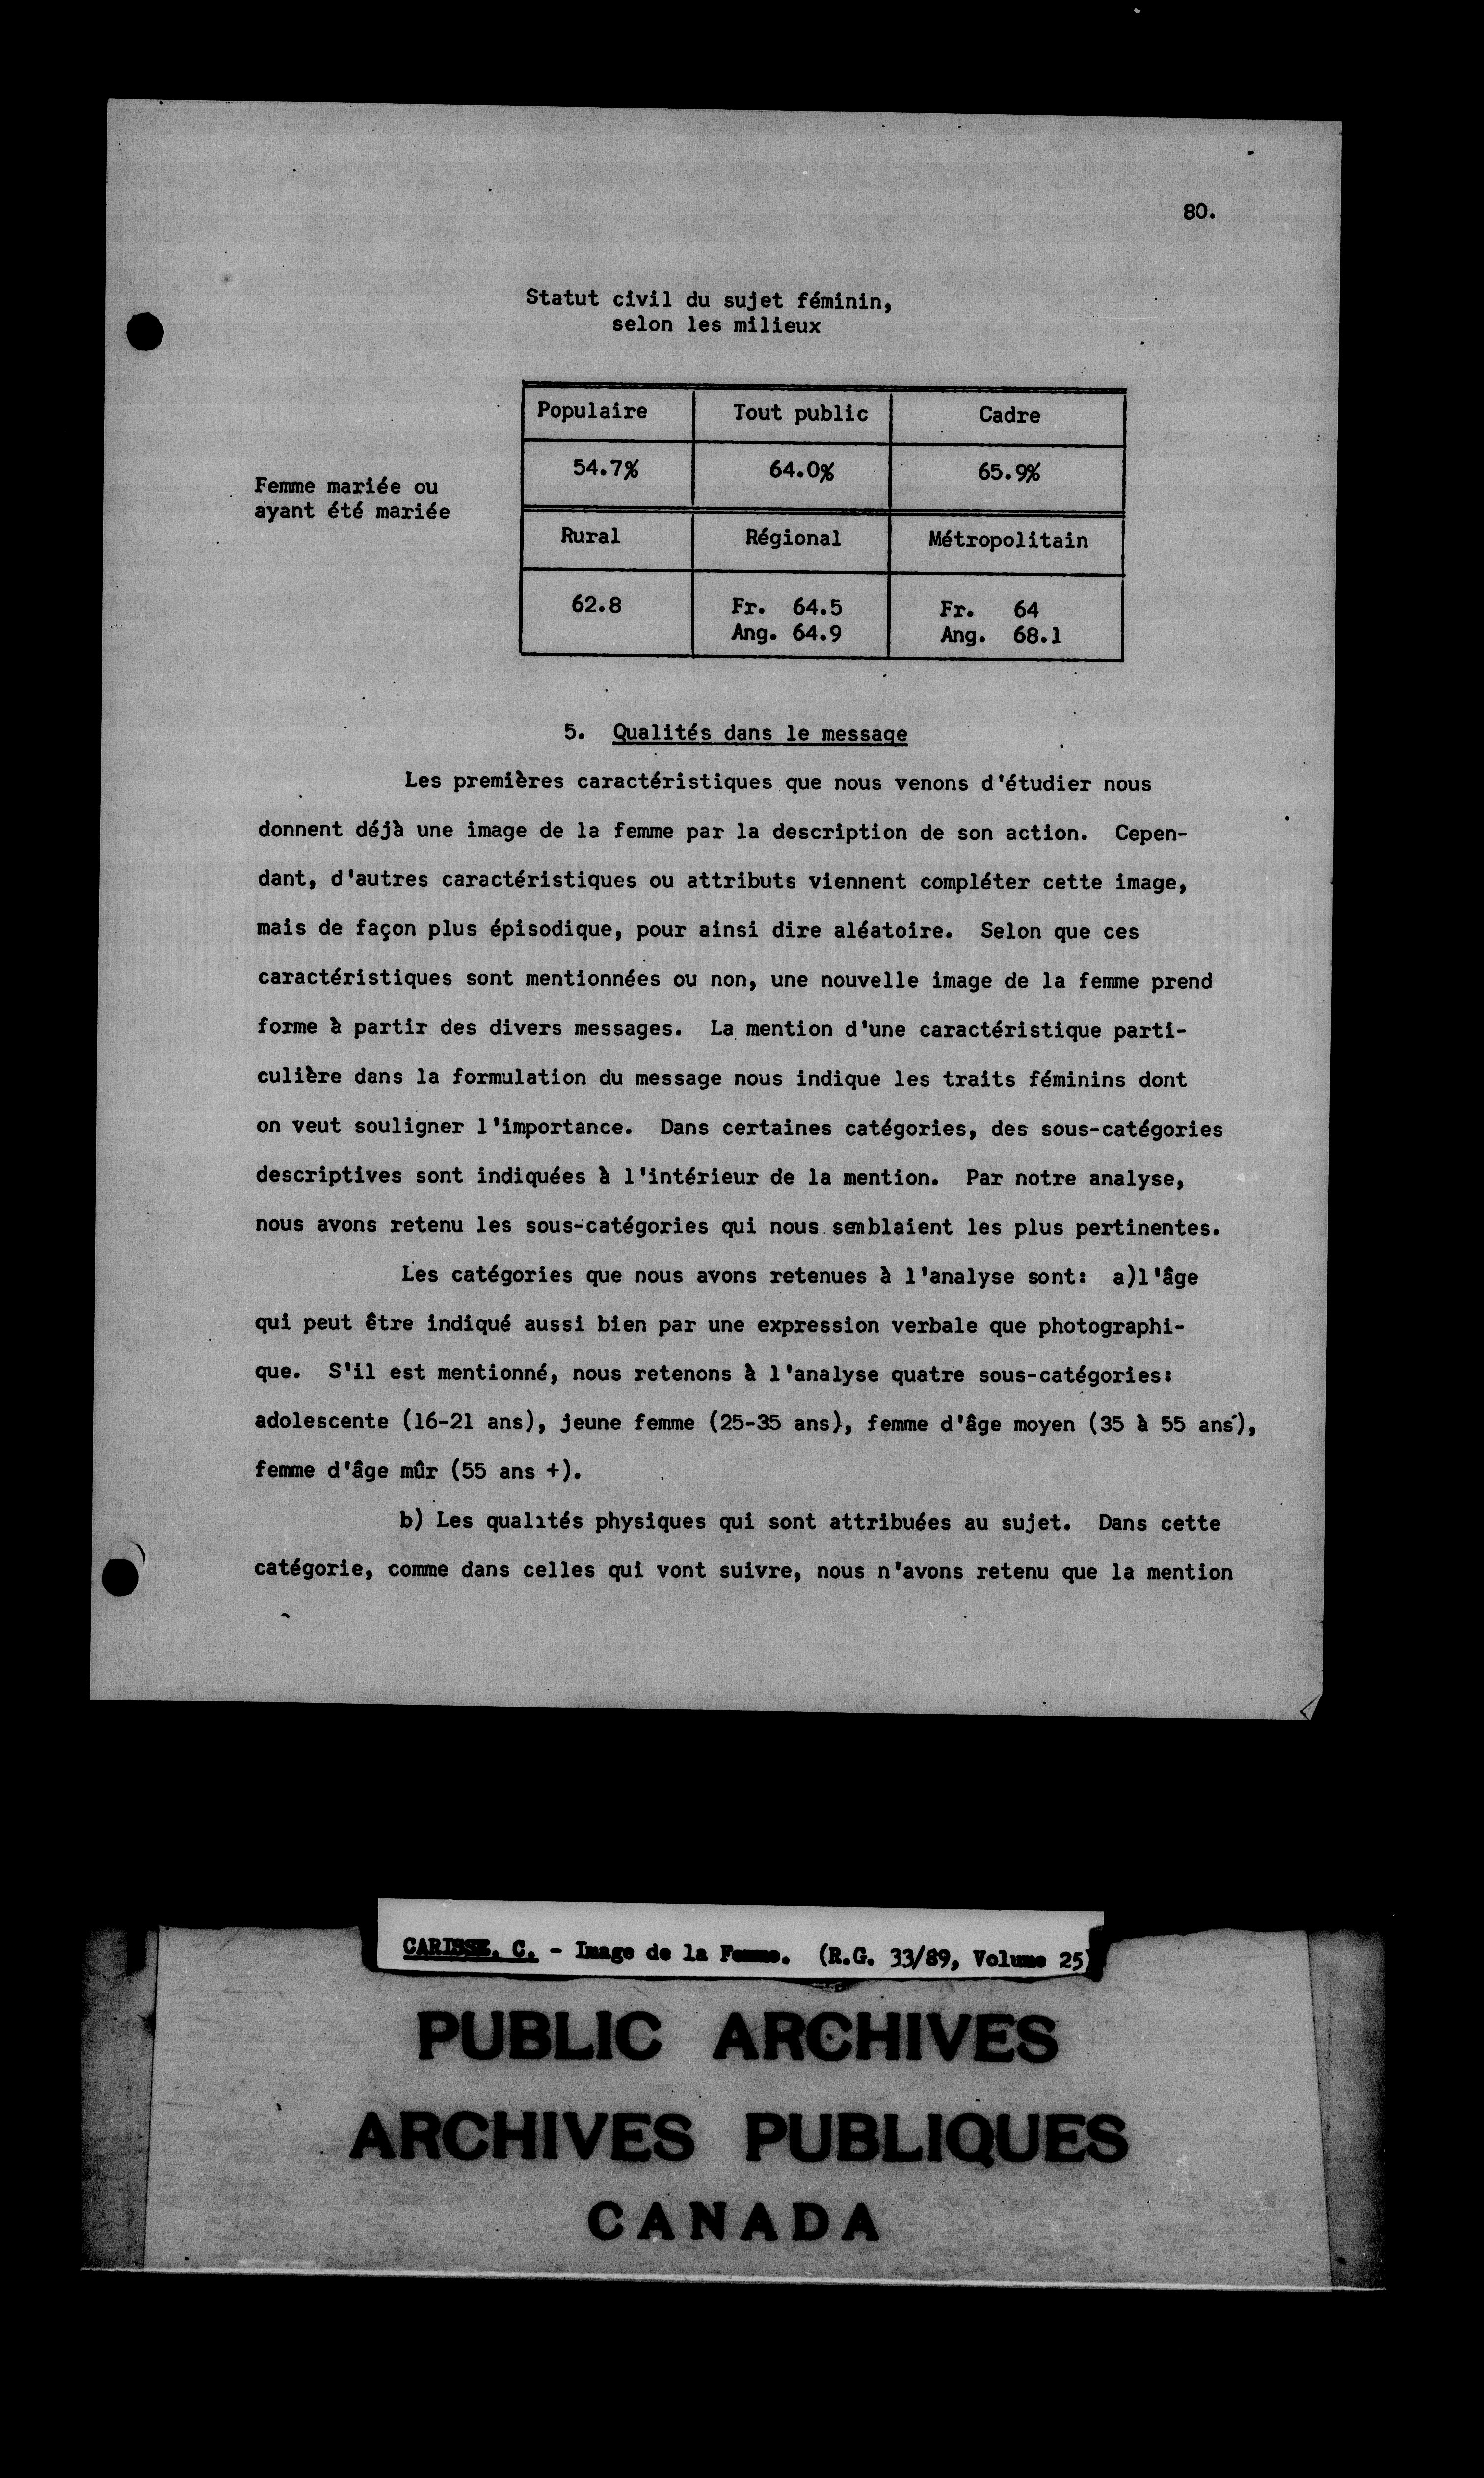 80.
Statut civil du sujet féminin,
selon les milieux
Populaire Tout public Cadre
54.7% 64.0% 65.9%
Femme mariée ou
ayant été mariée
Rural Régional Métropolitain
62.8 Fr. 64.5 Fr. 64
Ang. 64.9 Ang. 68.1
5. Qualités dans le message
Les premières caractéristiques que nous venons d'étudier nous
donnent déjà une image de la femme par la description de son action. Cepen-
dant, d'autres caractéristiques ou attributs viennent compléter cette image,
mais de façon plus épisodique, pour ainsi dire aléatoire. Selon que ces
caractéristiques sont mentionnées ou non, une nouvelle image de la femme prend
forme à partir des divers messages. La mention d'une caractéristique parti-
culière dans la formulation du message nous indique les traits féminins dont
on veut souligner l'importance. Dans certaines catégories, des sous-catégories
descriptives sont indiquées à l'intérieur de la mention. Par notre analyse,
nous avons retenu les sous-catégories qui nous semblaient les plus pertinentes.
Les catégories que nous avons retenues à l'analyse sont: a)l'âge
qui peut être indiqué aussi bien par une expression verbale que photographi-
que. S'il est mentionné, nous retenons à l'analyse quatre sous-catégories:
adolescente (16-21 ans), jeune femme (25-35 ans), femme d'âge moyen (35 à 55 ans),
femme d'âge mûr (55 ans +).
b) Les qualités physiques qui sont attribuées au sujet. Dans cette
catégorie, comme dans celles qui vont suivre, nous n'avons retenu que la mention
CARISSE, C. - Image de la Femme. (R.G. 33/89, Volume 25)
PUBLIC ARCHIVES
ARCHIVES PUBLIQUES
CANADA